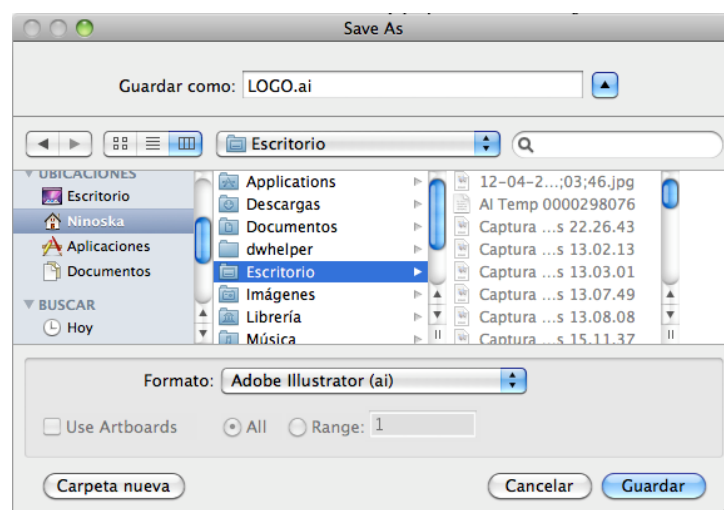 Save As
Guardar como: LOGO.ai
Escritorio
UBICACIONES
Escritorio
Ninoska
Aplicaciones
Documentos
BUSCAR
Hoy
Applications
Descargas
Documentos
dwhelper
Escritorio
Imágenes
Librería
Música
12-04-2...;03;46.jpg
AI Temp 0000298076
Captura ...s 22.26.43
Captura ...s 13.02.13
Captura ...s 13.03.01
Captura ...s 13.07.49
Captura ...s 13.08.08
Captura ...s 15.11.37
Formato: Adobe Illustrator (ai)
Use Artboards All Range: 1
Carpeta nueva Cancelar Guardar